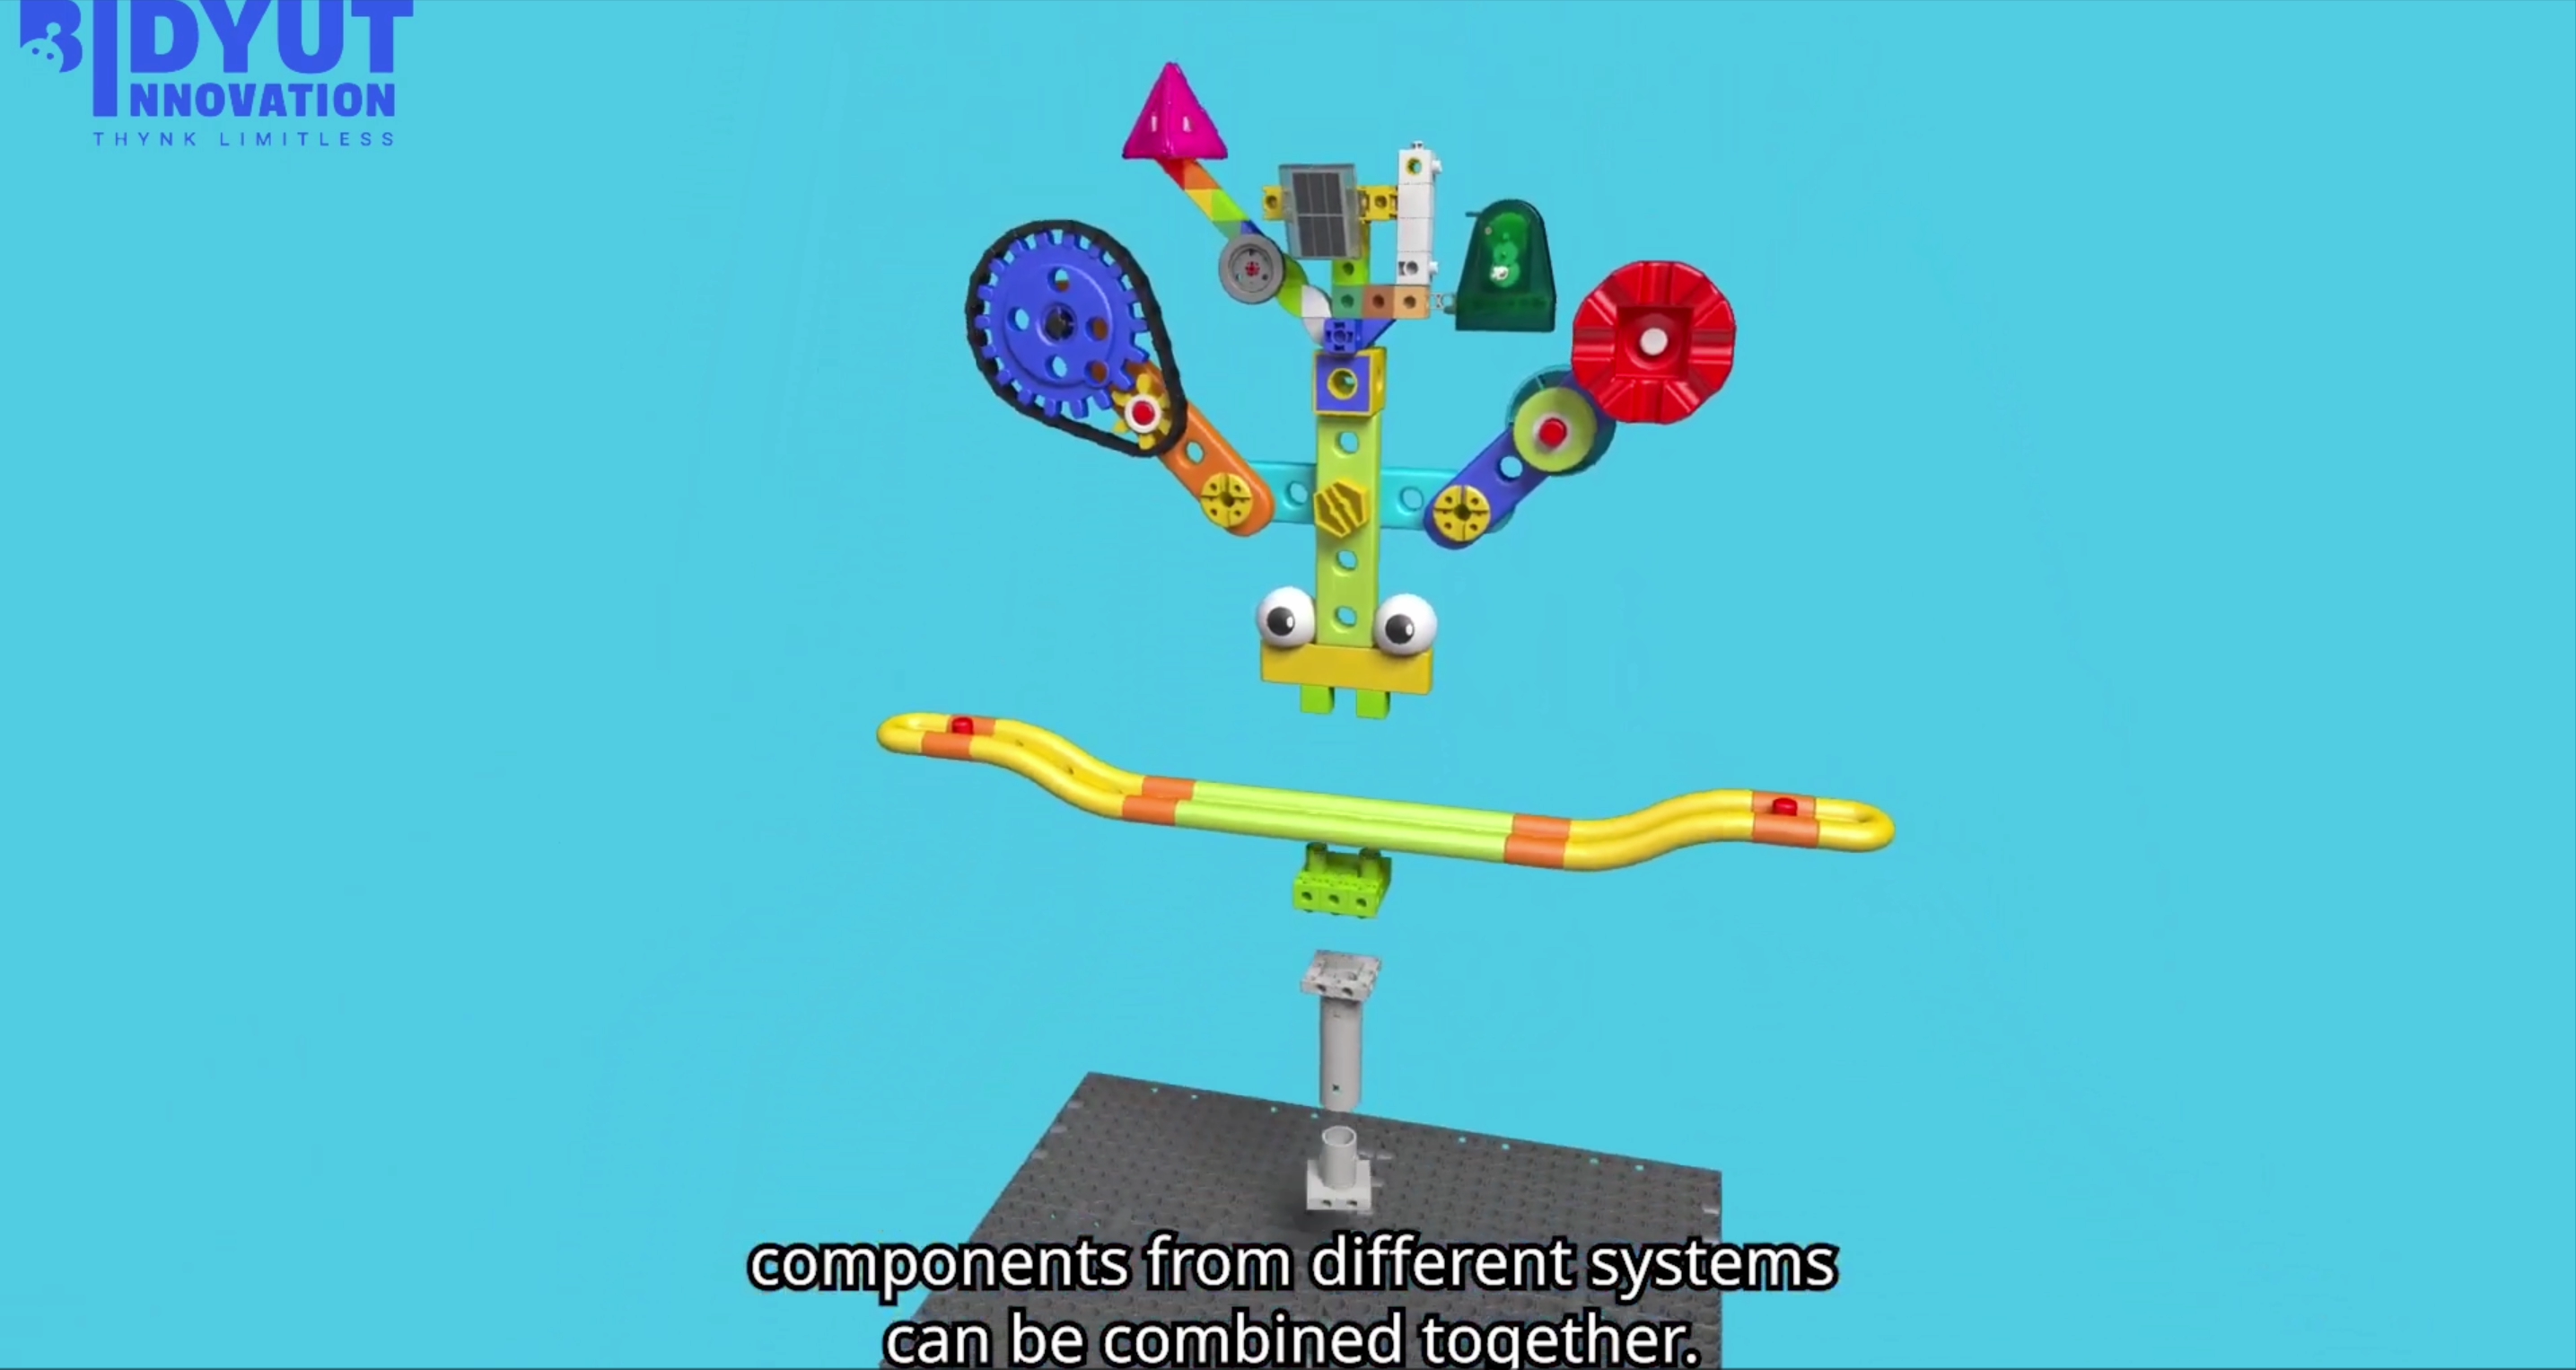 BIDYUT
INNOVATION
THYNK LIMITLESS
components from different systems
can be combined together.